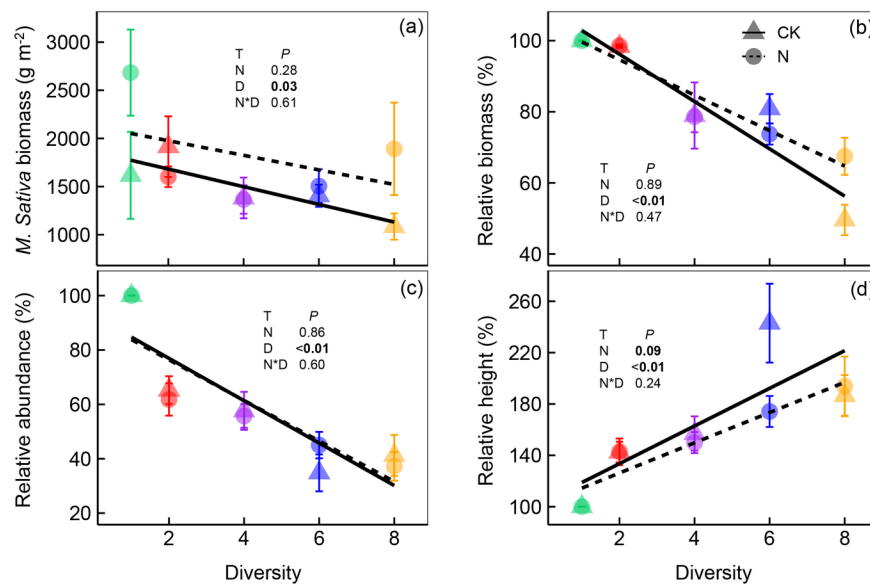 (a)
M. Sativa biomass (g m⁻²)
3000
2500
2000
1500
1000
T P
N 0.28
D 0.03
N*D 0.61
(b)
Relative biomass (%)
100
80
60
40
CK
N
T P
N 0.89
D <0.01
N*D 0.47
(c)
Relative abundance (%)
100
80
60
40
20
T P
N 0.86
D <0.01
N*D 0.60
2 4 6 8
Diversity
(d)
Relative height (%)
260
220
180
140
100
T P
N 0.09
D <0.01
N*D 0.24
2 4 6 8
Diversity